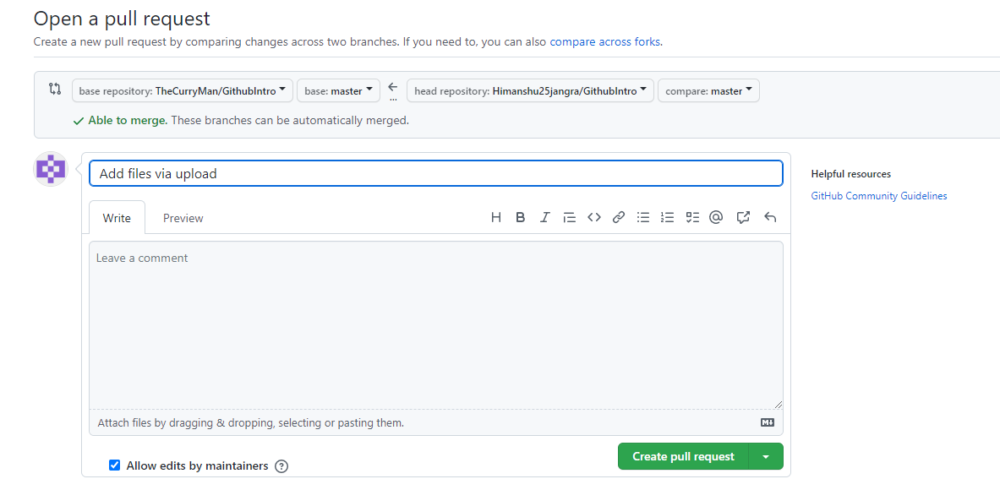 Open a pull request
Create a new pull request by comparing changes across two branches. If you need to, you can also compare across forks.
base repository: TheCurryMan/GithubIntro base: master ... head repository: Himanshu25jangra/GithubIntro compare: master
Able to merge. These branches can be automatically merged.
Add files via upload
Helpful resources
GitHub Community Guidelines
Write Preview
Leave a comment
Attach files by dragging & dropping, selecting or pasting them.
Allow edits by maintainers
Create pull request